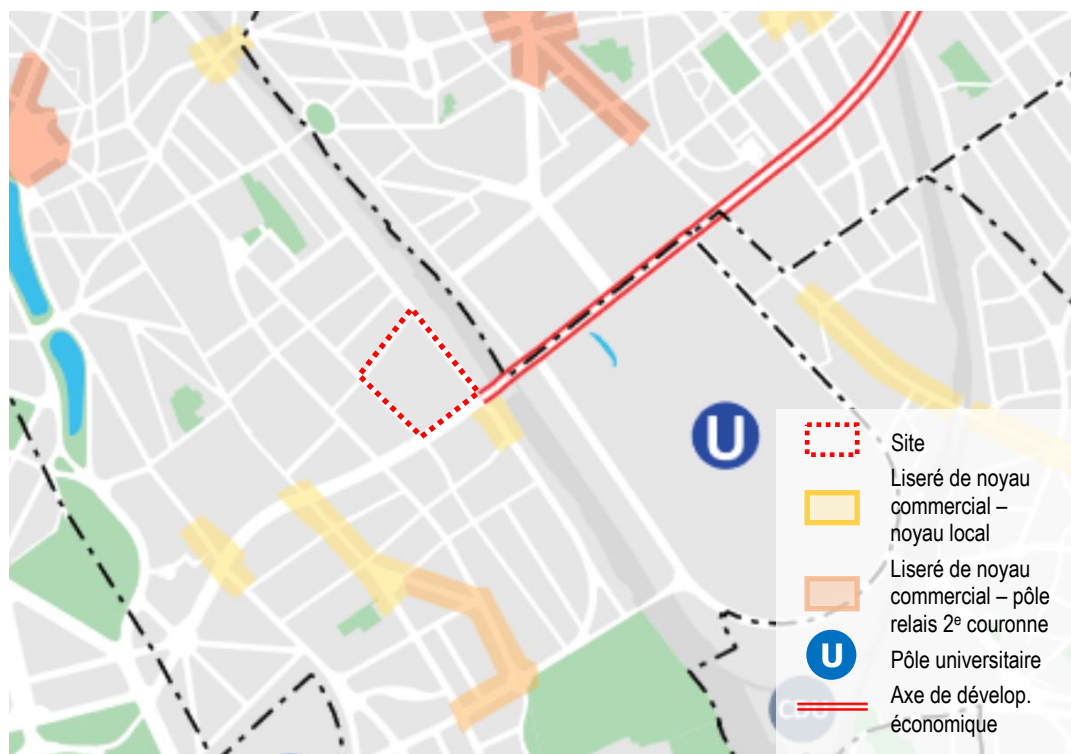 U
Site
Liseré de noyau
commercial –
noyau local
Liseré de noyau
commercial – pôle
relais 2e couronne
U
Pôle universitaire
Axe de dévelop.
économique